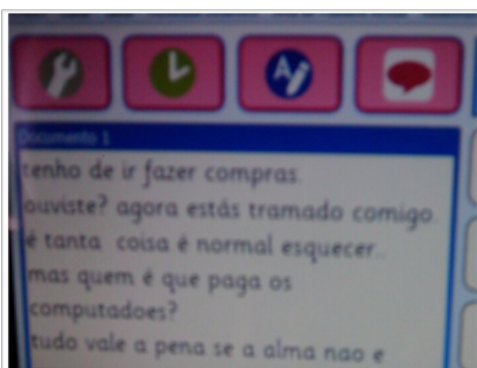 Documento 1
tenho de ir fazer compras.
ouviste? agora estás tramado comigo.
é tanta coisa é normal esquecer..
mas quem é que paga os
computadoes?
tudo vale a pena se a alma nao e